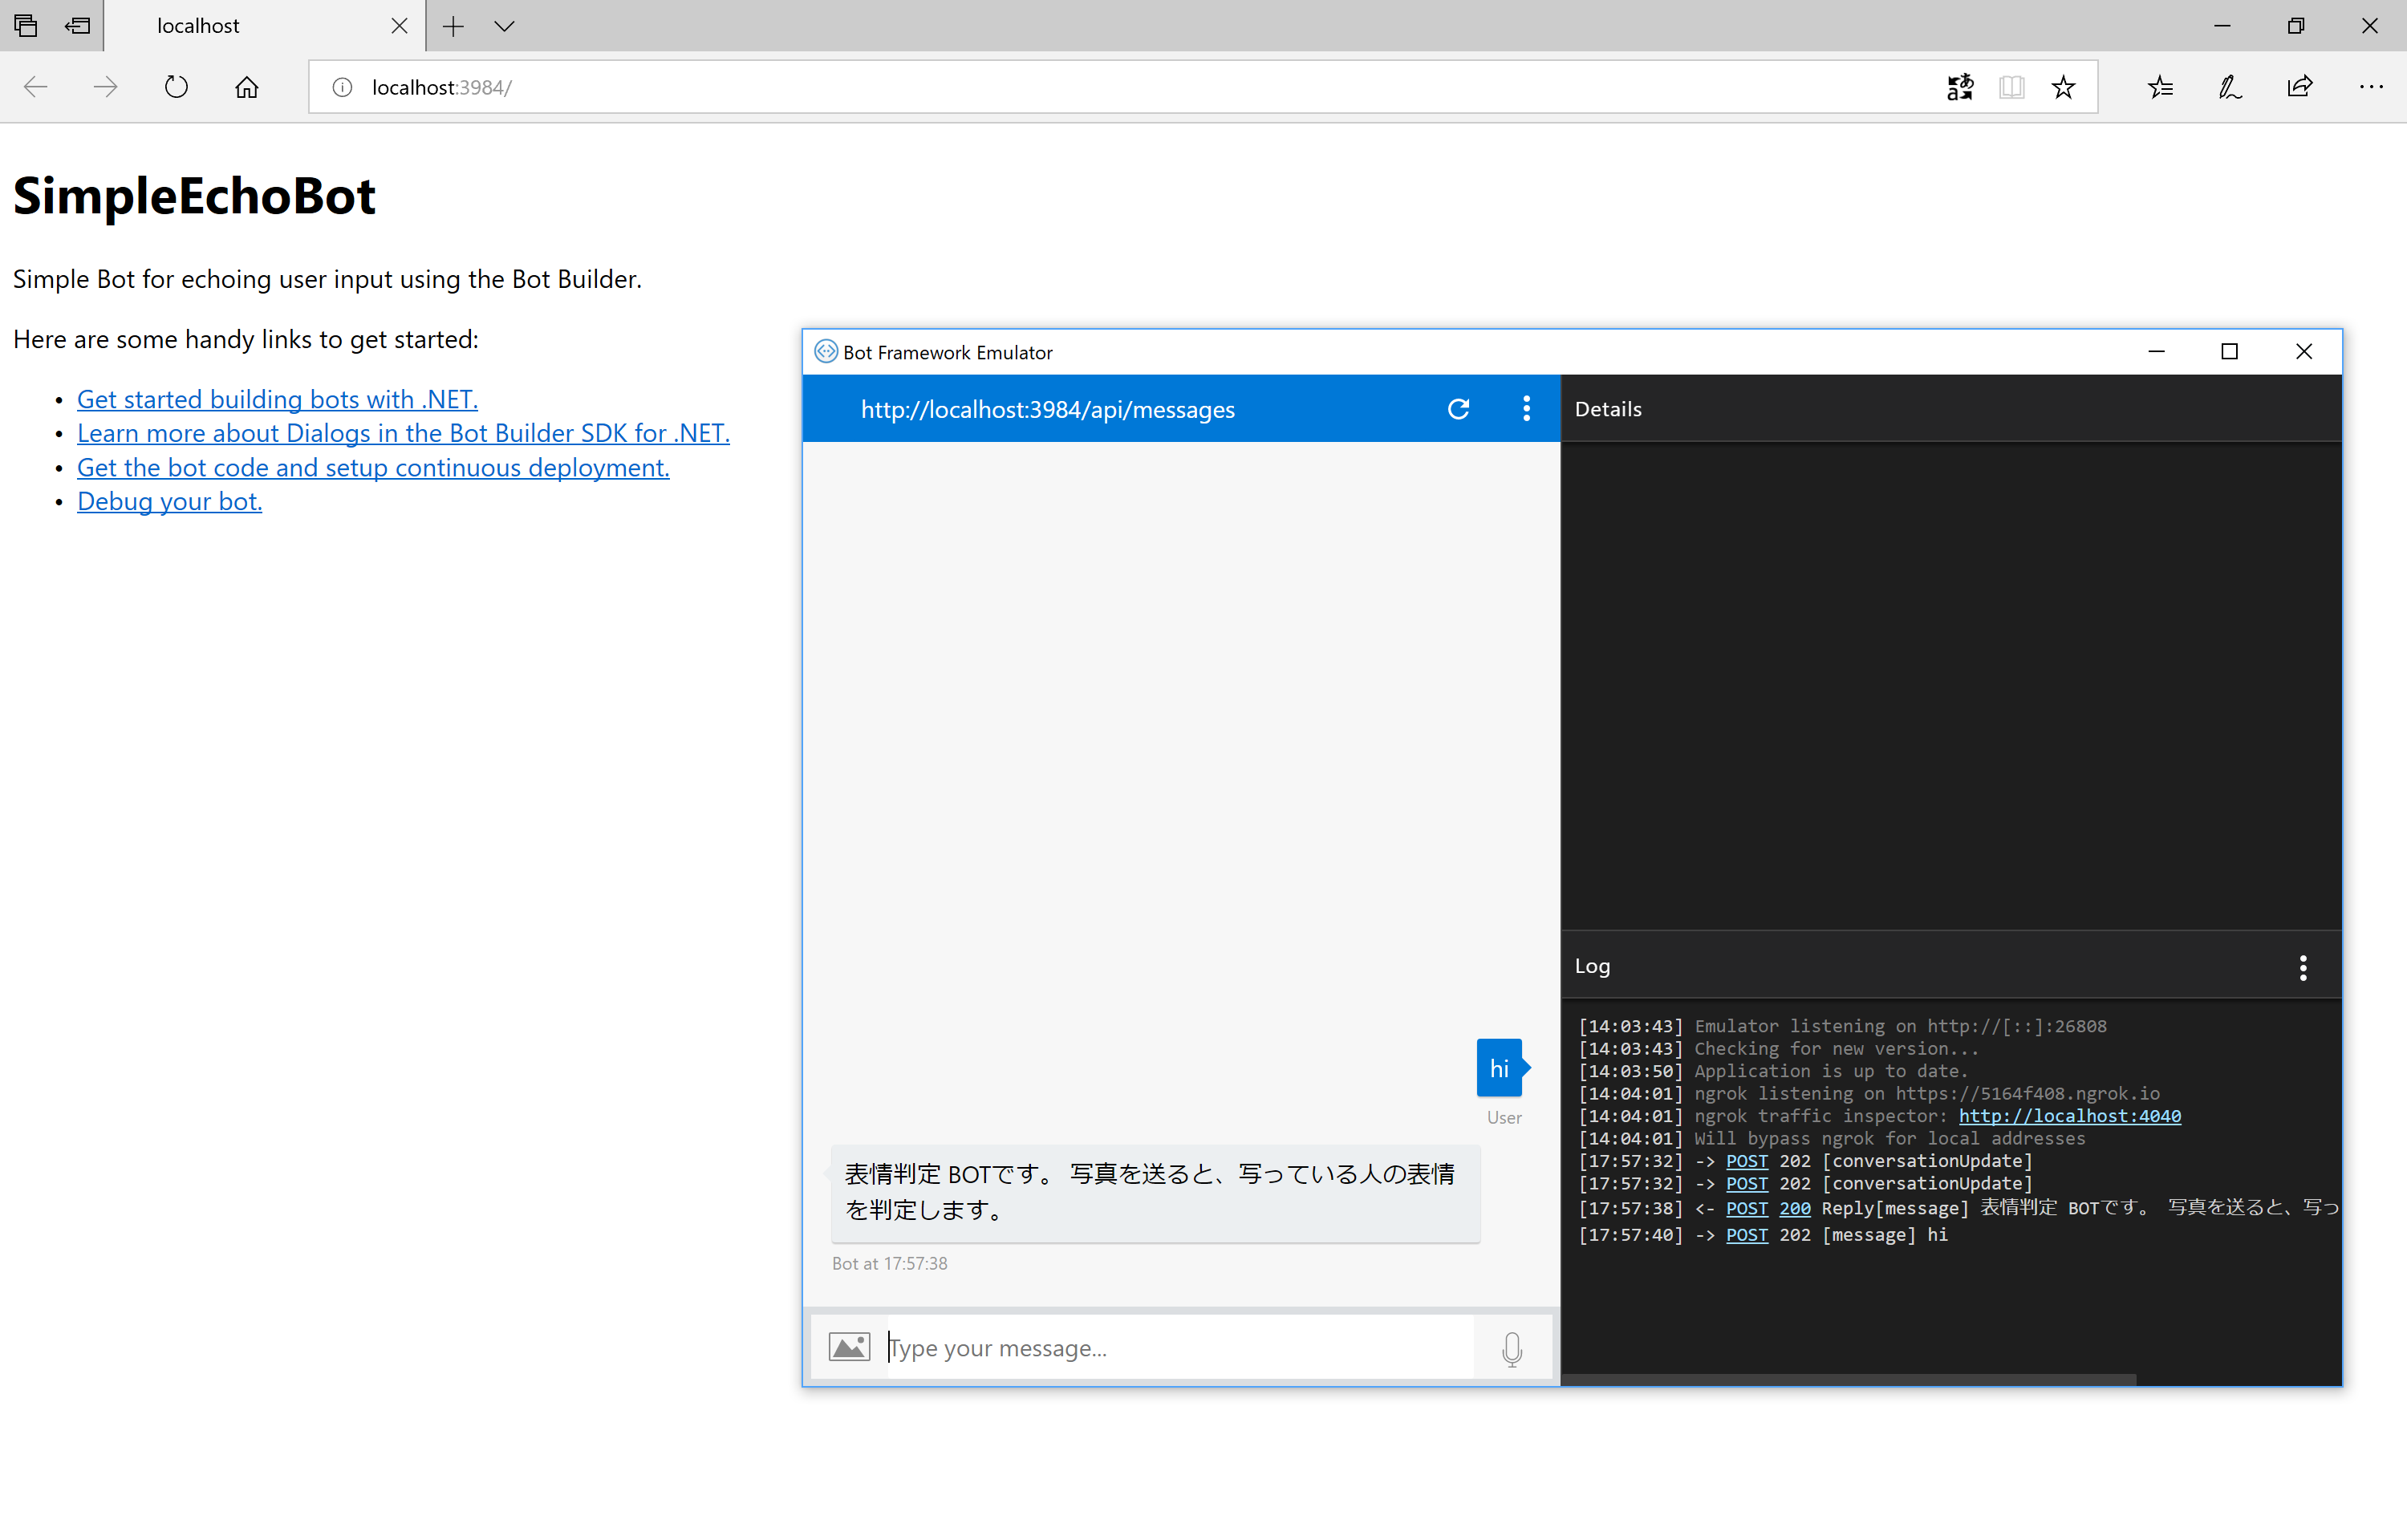 localhost
localhost:3984/
SimpleEchoBot
Simple Bot for echoing user input using the Bot Builder.
Here are some handy links to get started:
• Get started building bots with .NET.
• Learn more about Dialogs in the Bot Builder SDK for .NET.
• Get the bot code and setup continuous deployment.
• Debug your bot.
Bot Framework Emulator
http://localhost:3984/api/messages
hi
User
表情判定 BOTです。 写真を送ると、写っている人の表情
を判定します。
Bot at 17:57:38
Type your message...
Details
Log
[14:03:43] Emulator listening on http://[::]:26808
[14:03:43] Checking for new version...
[14:03:50] Application is up to date.
[14:04:01] ngrok listening on https://5164f408.ngrok.io
[14:04:01] ngrok traffic inspector: http://localhost:4040
[14:04:01] Will bypass ngrok for local addresses
[17:57:32] -> POST 202 [conversationUpdate]
[17:57:32] -> POST 202 [conversationUpdate]
[17:57:38] <- POST 200 Reply[message] 表情判定 BOTです。 写真を送ると、写っ
[17:57:40] -> POST 202 [message] hi